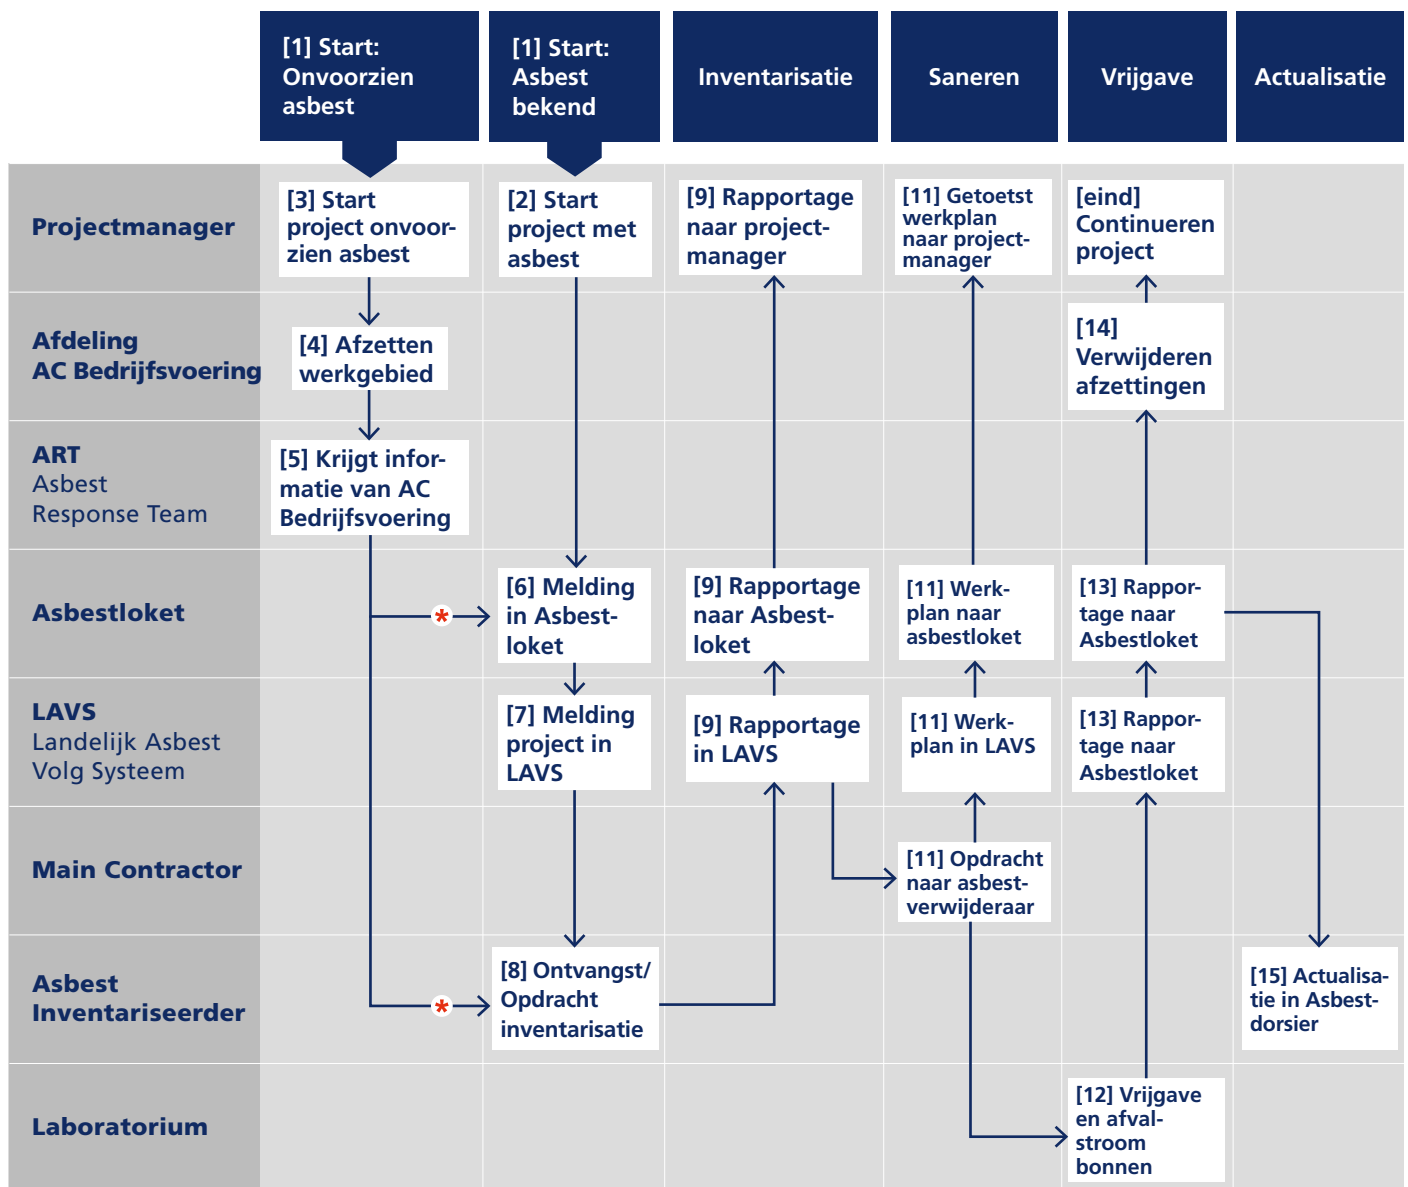 [1] Start:
Onvoorzien
asbest
[1] Start:
Asbest
bekend
Inventarisatie
Saneren
Vrijgave
Actualisatie
Projectmanager
[3] Start
project onvoor-
zien asbest
[2] Start
project met
asbest
[9] Rapportage
naar project-
manager
[11] Getoetst
werkplan
naar project-
manager
[eind]
Continueren
project
Afdeling
AC Bedrijfsvoering
[4] Afzetten
werkgebied
[14]
Verwijderen
afzettingen
ART
Asbest
Response Team
[5] Krijgt infor-
matie van AC
Bedrijfsvoering
Asbestloket
*
[6] Melding
in Asbest-
loket
[9] Rapportage
naar Asbest-
loket
[11] Werk-
plan naar
asbestloket
[13] Rappor-
tage naar
Asbestloket
LAVS
Landelijk Asbest
Volg Systeem
[7] Melding
project in
LAVS
[9] Rapportage
in LAVS
[11] Werk-
plan in LAVS
[13] Rappor-
tage naar
Asbestloket
Main Contractor
[11] Opdracht
naar asbest-
verwijderaar
Asbest
Inventariseerder
*
[8] Ontvangst/
Opdracht
inventarisatie
[15] Actualisa-
tie in Asbest-
dorsier
Laboratorium
[12] Vrijgave
en afval-
stroom
bonnen